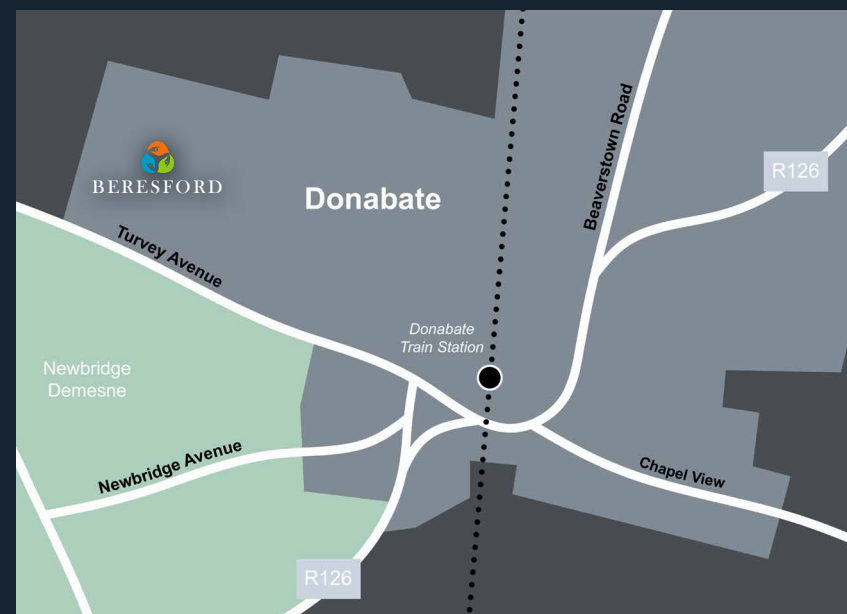 Beaverstown Road
R126
BERESFORD
Donabate
Turvey Avenue
Donabate
Train Station
Newbridge
Demesne
Newbridge Avenue
Chapel View
R126